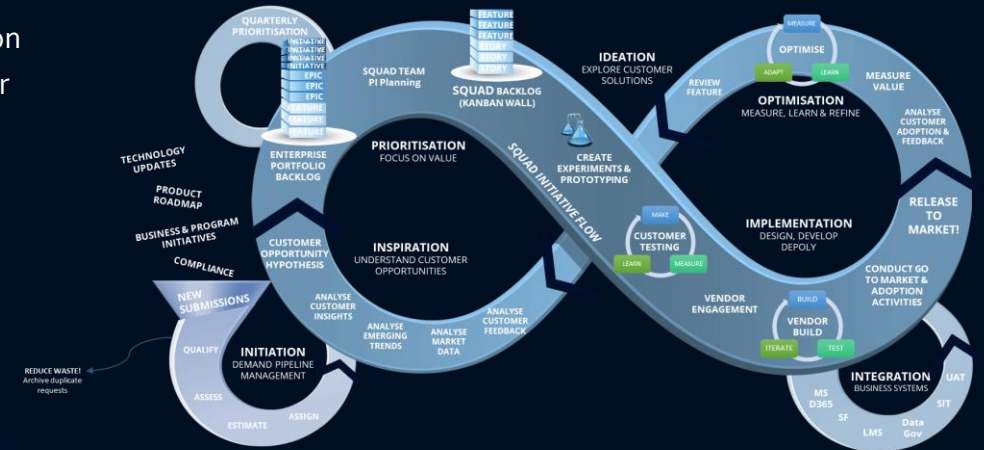 on
r
QUARTERLY
PRIORITISATION
INITIATIVE
INITIATIVE
INITIATIVE
INITIATIVE
EPIC
EPIC
EPIC
FEATURE
FEATURE
FEATURE
ENTERPRISE
PORTFOLIO
BACKLOG
SQUAD TEAM
PI Planning
FEATURE
FEATURE
FEATURE
STORY
STORY
STORY
SQUAD BACKLOG
(KANBAN WALL)
PRIORITISATION
FOCUS ON VALUE
IDEATION
EXPLORE CUSTOMER
SOLUTIONS
REVIEW
FEATURE
MEASURE
OPTIMISE
ADAPT
LEARN
OPTIMISATION
MEASURE, LEARN & REFINE
MEASURE
VALUE
ANALYSE
CUSTOMER
ADOPTION &
FEEDBACK
CREATE
EXPERIMENTS &
PROTOTYPING
SQUAD INITIATIVE FLOW
TECHNOLOGY
UPDATES
PRODUCT
ROADMAP
BUSINESS & PROGRAM
INITIATIVES
COMPLIANCE
NEW
SUBMISSIONS
QUALIFY
ASSESS
ESTIMATE
ASSIGN
INITIATION
DEMAND PIPELINE
MANAGEMENT
REDUCE WASTE!
Archive duplicate
requests
CUSTOMER
OPPORTUNITY
HYPOTHESIS
INSPIRATION
UNDERSTAND CUSTOMER
OPPORTUNITIES
ANALYSE
CUSTOMER
INSIGHTS
ANALYSE
EMERGING
TRENDS
ANALYSE
MARKET
DATA
ANALYSE
CUSTOMER
FEEDBACK
MAKE
CUSTOMER
TESTING
LEARN
MEASURE
IMPLEMENTATION
DESIGN, DEVELOP
DEPOLY
RELEASE
TO
MARKET!
CONDUCT GO
TO MARKET &
ADOPTION
ACTIVITIES
VENDOR
ENGAGEMENT
BUILD
VENDOR
BUILD
ITERATE
TEST
INTEGRATION
BUSINESS SYSTEMS
MS
D365
SF
LMS
Data
Gov
SIT
UAT